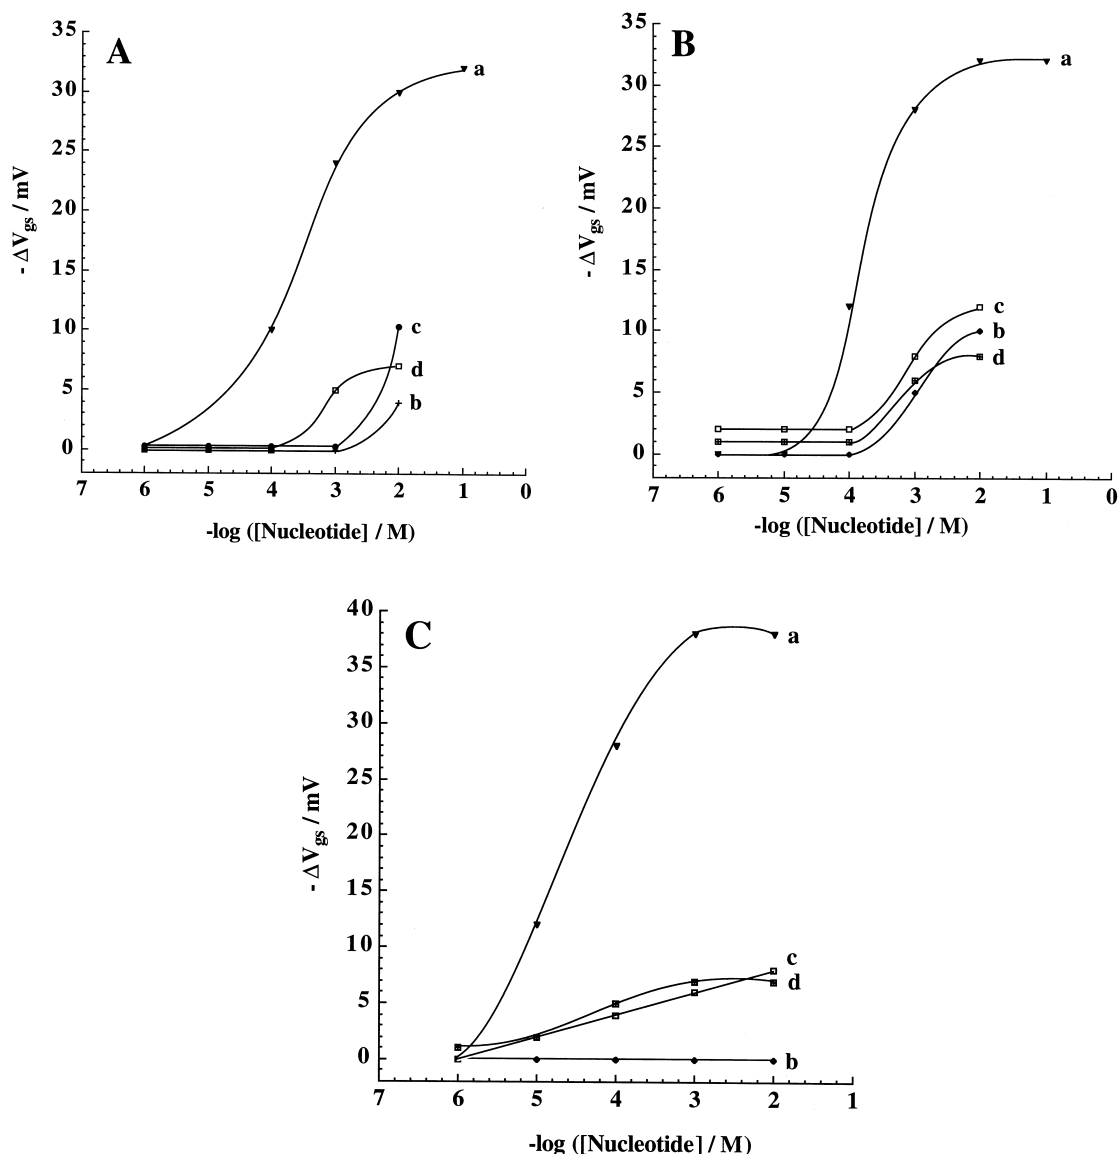 A
35
30
25
20
15
10
5
0
- ΔVgs / mV
a
c
d
b
7 6 5 4 3 2 1 0
-log ([Nucleotide] / M)
B
35
30
25
20
15
10
5
0
- ΔVgs / mV
a
c
b
d
7 6 5 4 3 2 1 0
-log ([Nucleotide] / M)
C
40
35
30
25
20
15
10
5
0
- ΔVgs / mV
a
c
d
b
7 6 5 4 3 2 1
-log ([Nucleotide] / M)